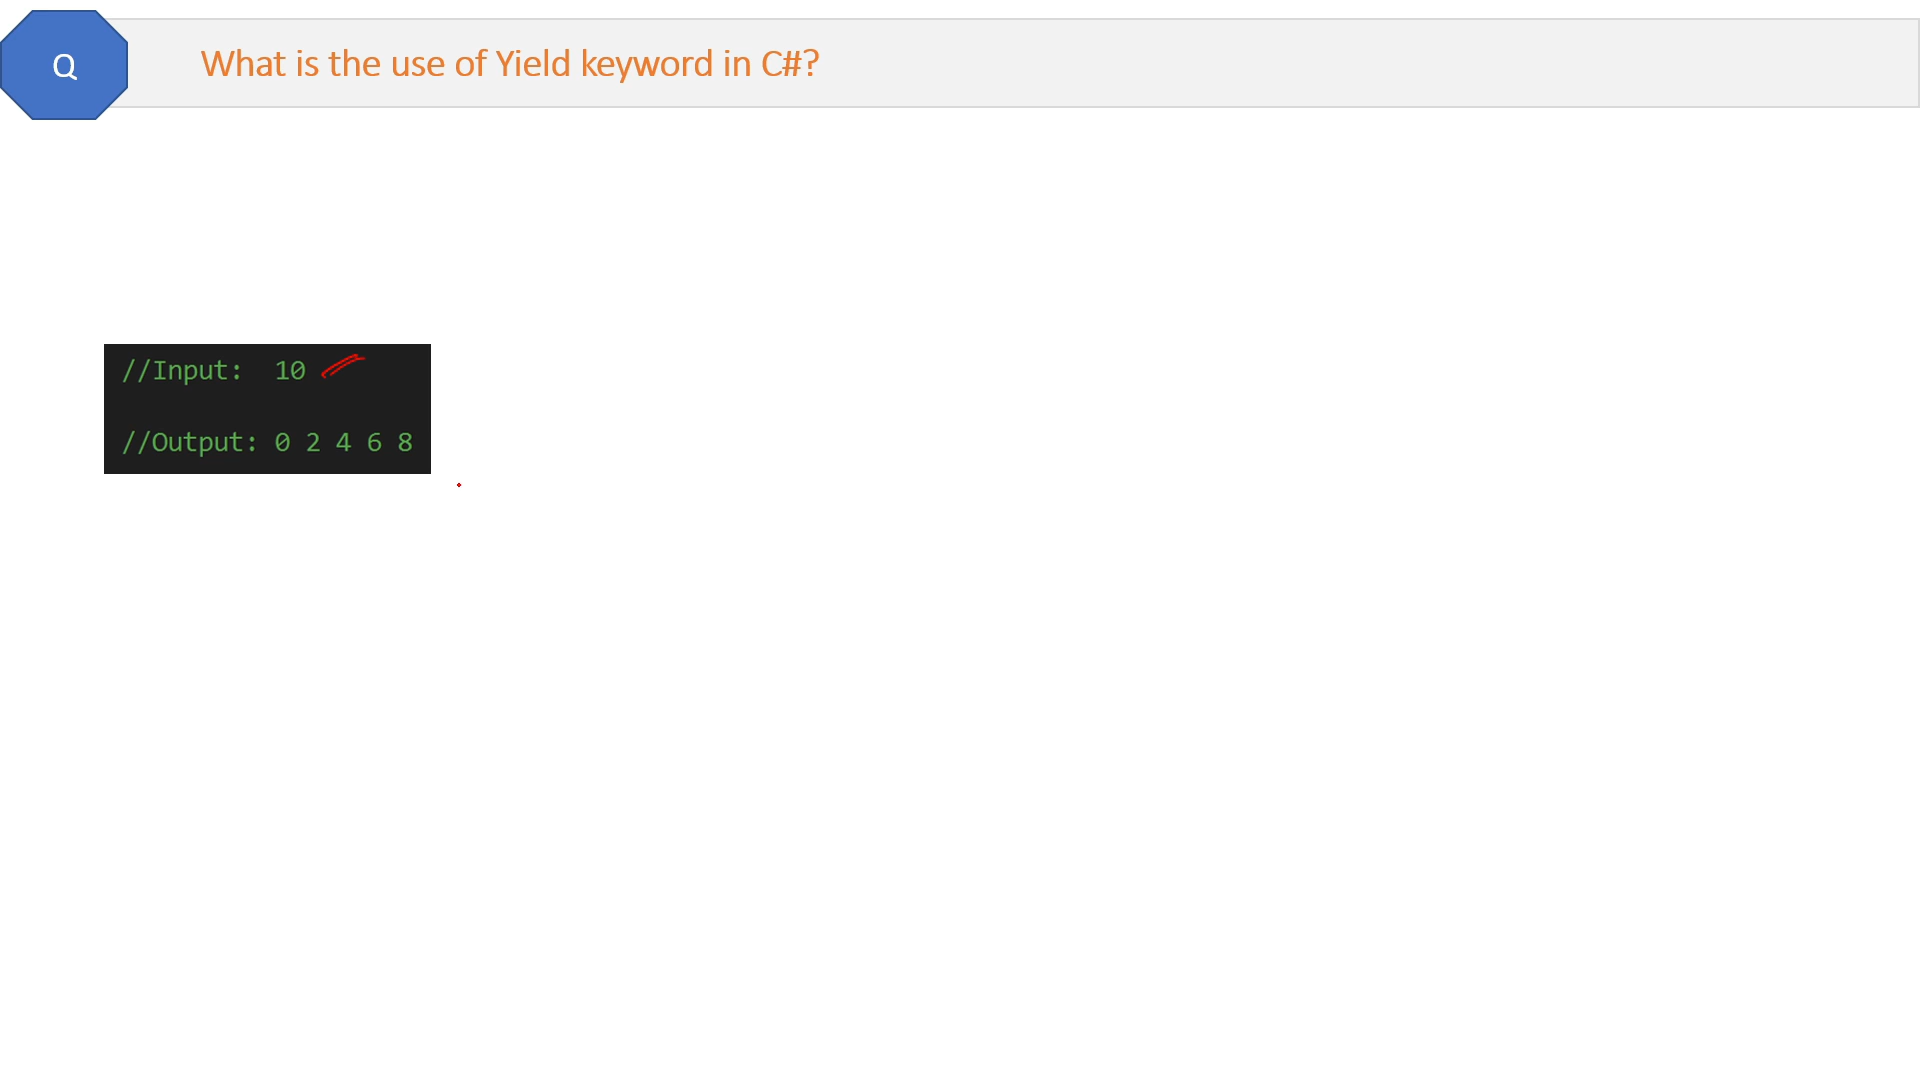 Q
What is the use of Yield keyword in C#?
//Input:  10
//Output: 0 2 4 6 8